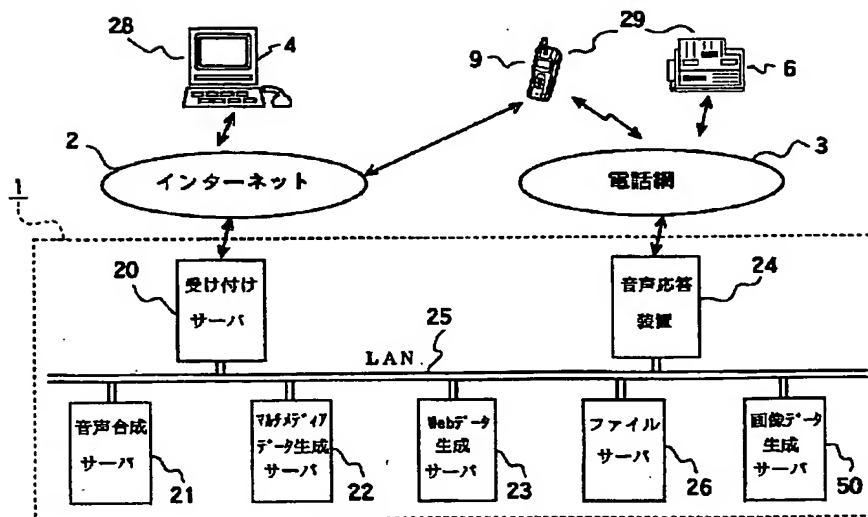 28
4
9
29
6
2
インターネット
電話網
3
1
20
受け付け
サーバ
音声応答
装置
24
LAN
25
音声合成
サーバ
21
マルチメディア
データ生成
サーバ
22
Webデータ
生成
サーバ
23
ファイル
サーバ
26
画像データ
生成
サーバ
50